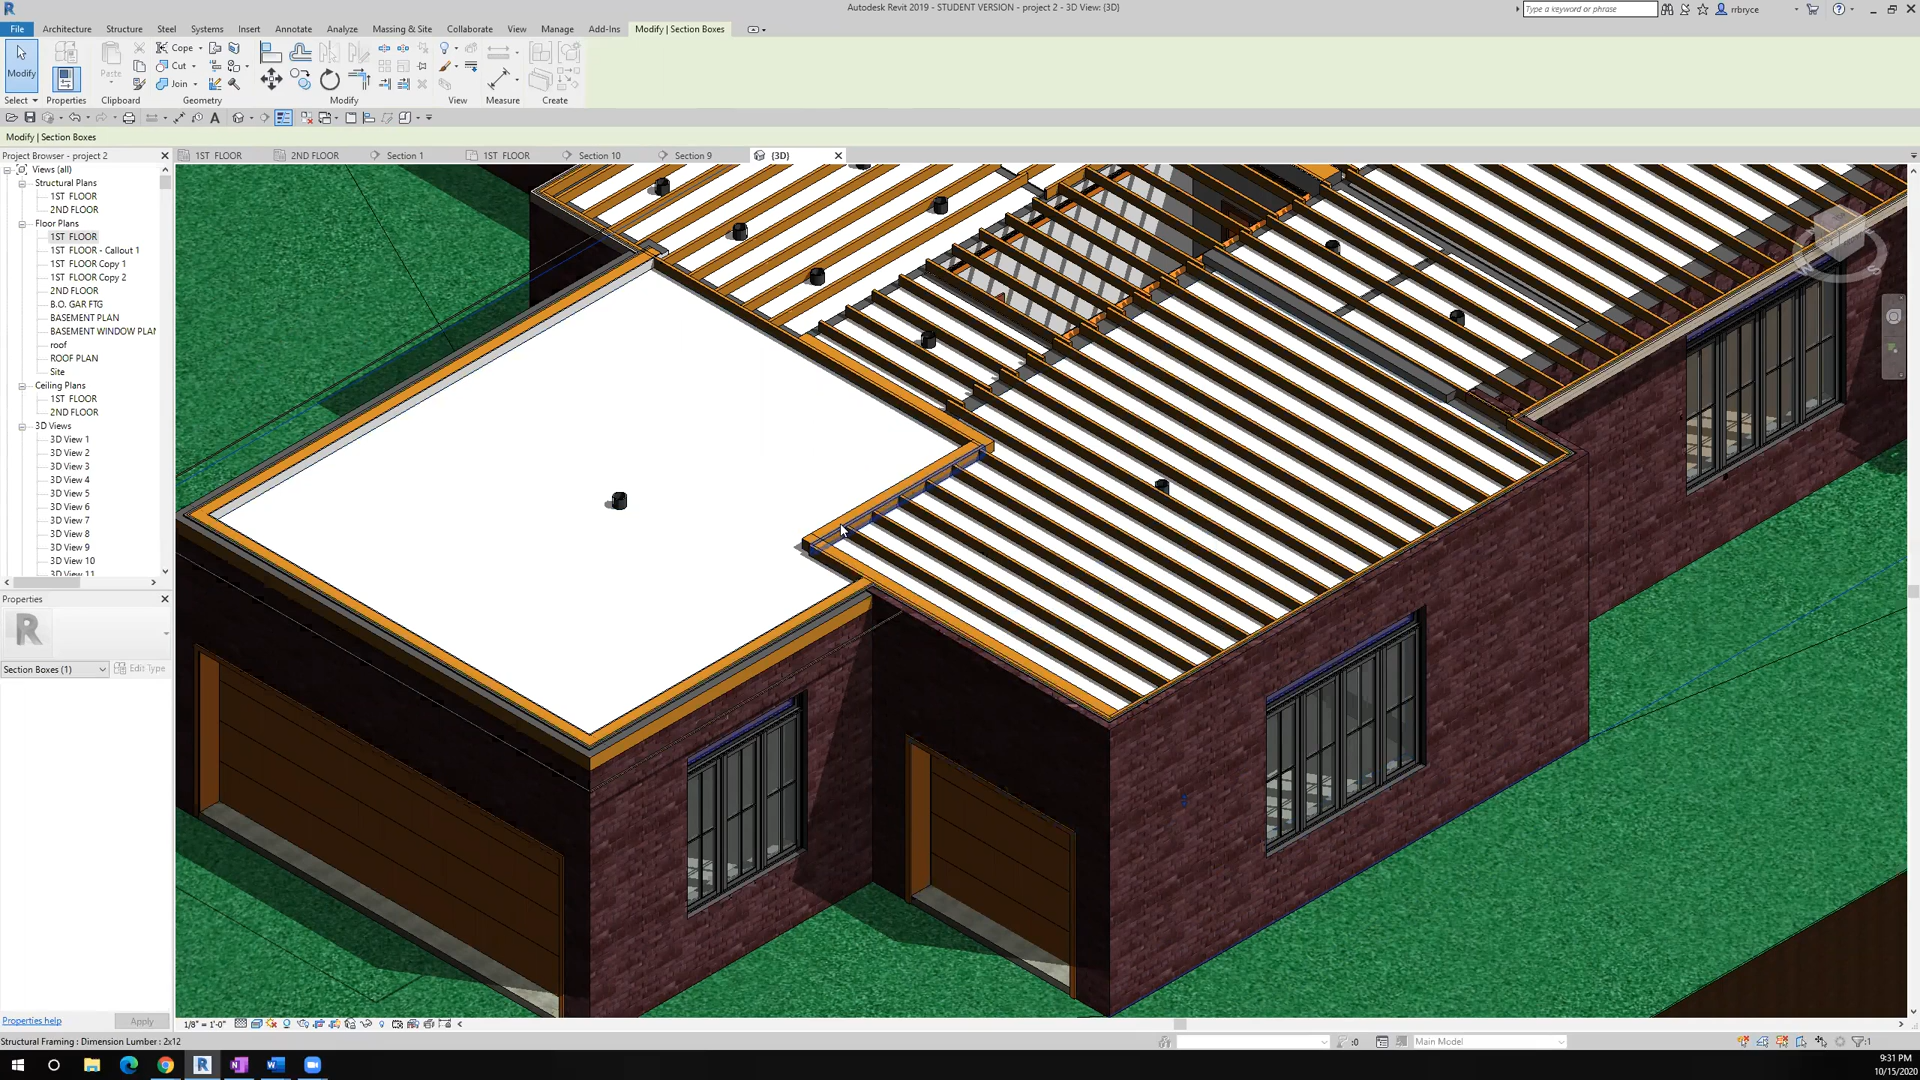 Autodesk Revit 2019 - STUDENT VERSION - project 2 - 3D View: {3D}
Type a keyword or phrase
rrbryce
File Architecture Structure Steel Systems Insert Annotate Analyze Massing & Site Collaborate View Manage Add-Ins Modify | Section Boxes
Modify
Paste
Cope
Cut
Join
Select Properties Clipboard Geometry Modify View Measure Create
Modify | Section Boxes
Project Browser - project 2
1ST FLOOR 2ND FLOOR Section 1 1ST FLOOR Section 10 Section 9 {3D}
Views (all)
Structural Plans
1ST FLOOR
2ND FLOOR
Floor Plans
1ST FLOOR
1ST FLOOR - Callout 1
1ST FLOOR Copy 1
1ST FLOOR Copy 2
2ND FLOOR
B.O. GAR FTG
BASEMENT PLAN
BASEMENT WINDOW PLAN
roof
ROOF PLAN
Site
Ceiling Plans
1ST FLOOR
2ND FLOOR
3D Views
3D View 1
3D View 2
3D View 3
3D View 4
3D View 5
3D View 6
3D View 7
3D View 8
3D View 9
3D View 10
3D View 11
Properties
R
Section Boxes (1)
Edit Type
Properties help
Apply
1/8" = 1'-0"
Structural Framing : Dimension Lumber : 2x12
:0
Main Model
:1
9:31 PM
10/15/2020